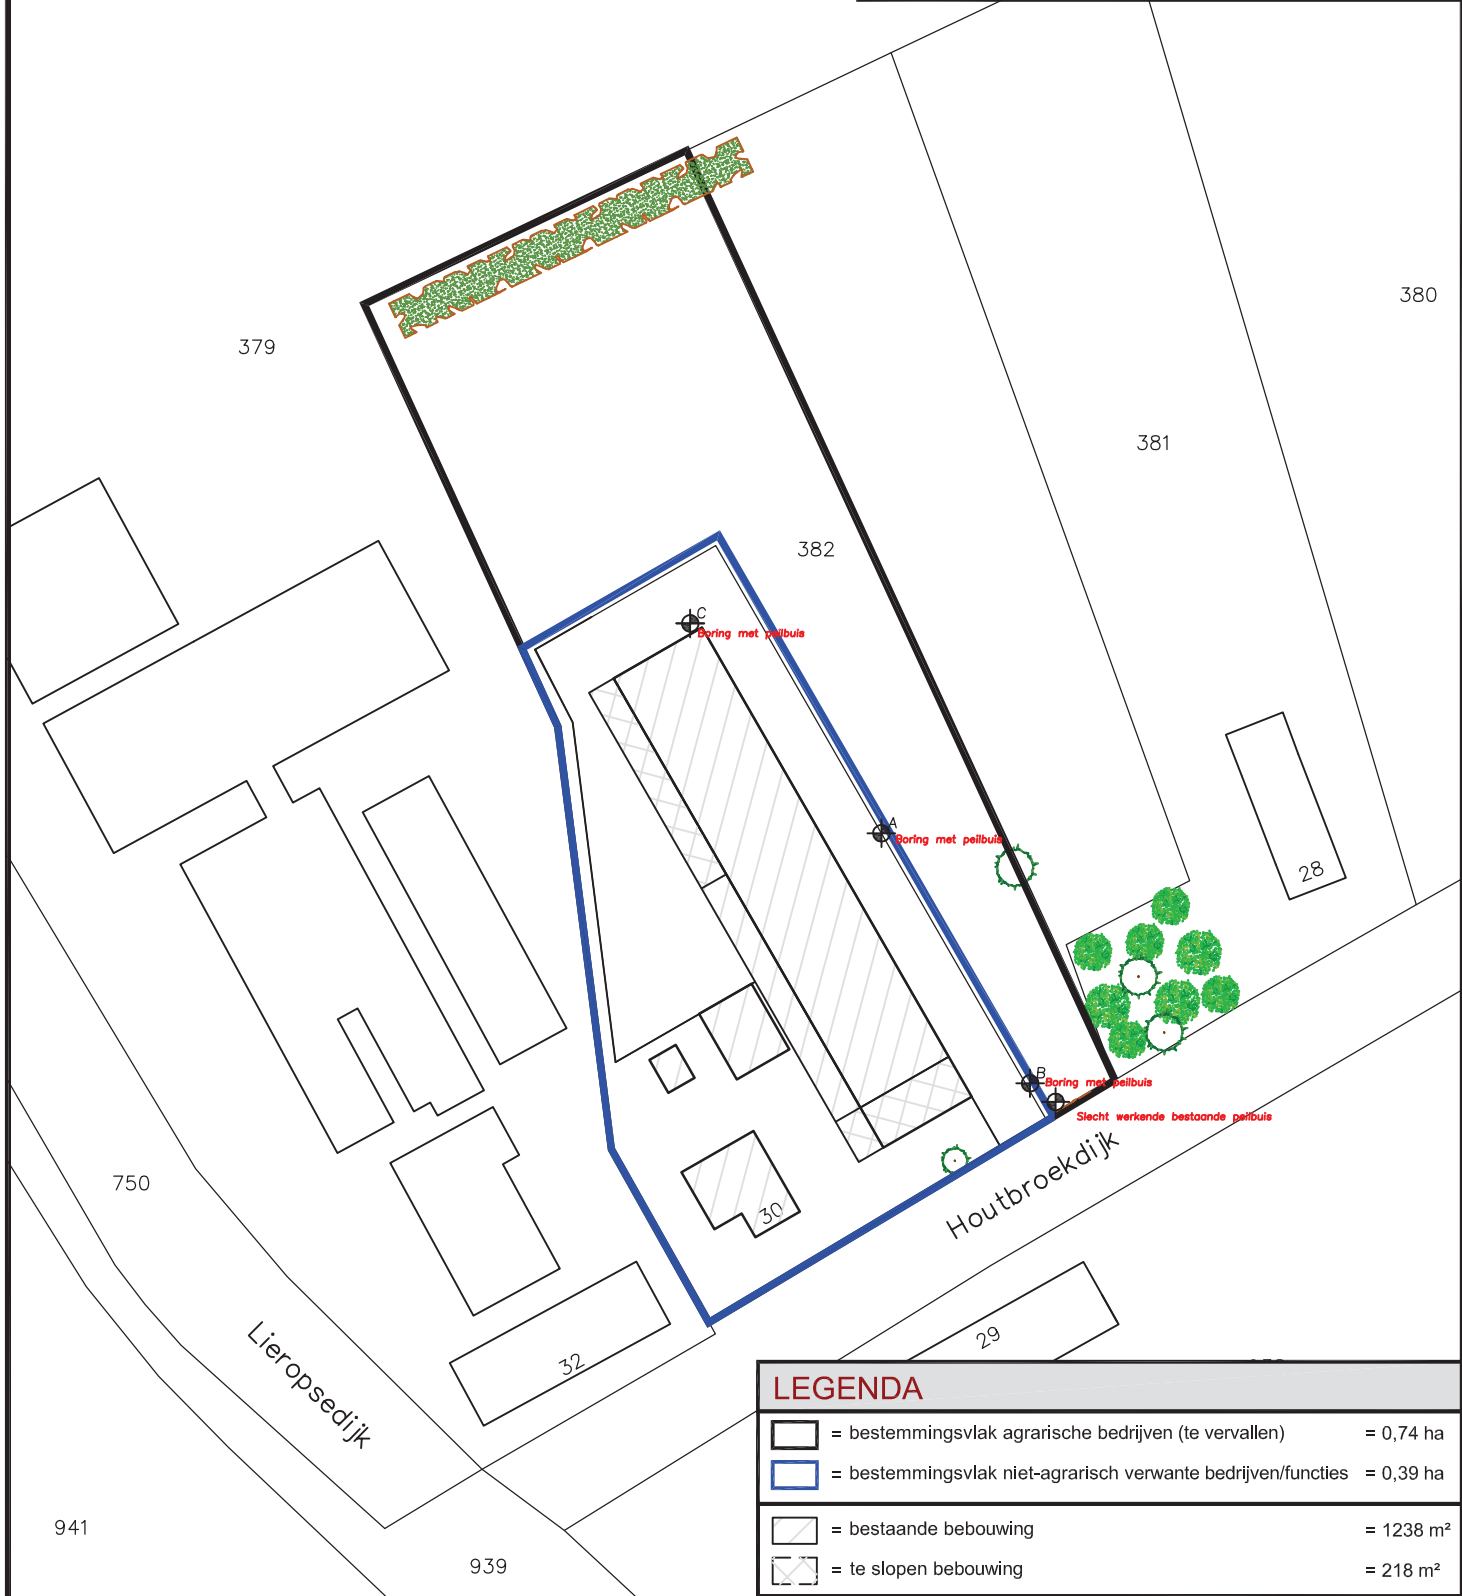 380
379
381
382
C
Boring met peilbuis
A
Boring met peilbuis
28
B
Boring met peilbuis
Slecht werkende bestaande peilbuis
Houtbroekdijk
750
30
Lieropsedijk
32
29
LEGENDA
= bestemmingsvlak agrarische bedrijven (te vervallen) = 0,74 ha
= bestemmingsvlak niet-agrarisch verwante bedrijven/functies = 0,39 ha
= bestaande bebouwing = 1238 m²
= te slopen bebouwing = 218 m²
941
939